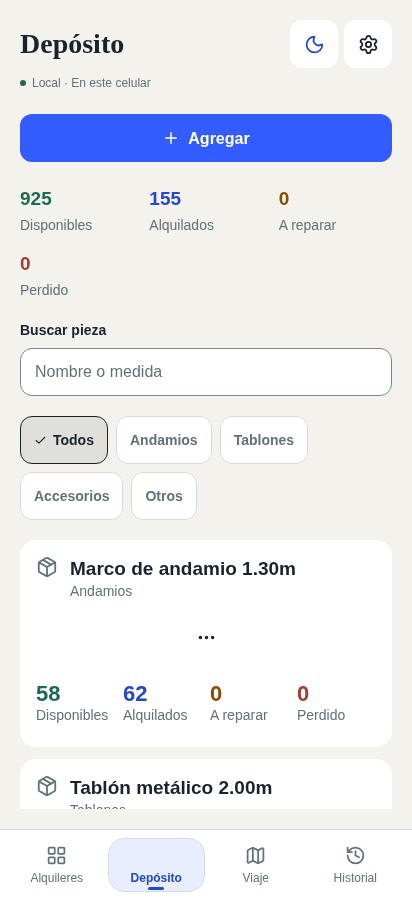 Depósito
Local · En este celular
Agregar
925 155 0
Disponibles Alquilados A reparar
0
Perdido
Buscar pieza
Nombre o medida
Todos Andamios Tablones
Accesorios Otros
Marco de andamio 1.30m
Andamios
...
58 62 0 0
Disponibles Alquilados A reparar Perdido
Tablón metálico 2.00m
Tablones
Alquileres Depósito Viaje Historial